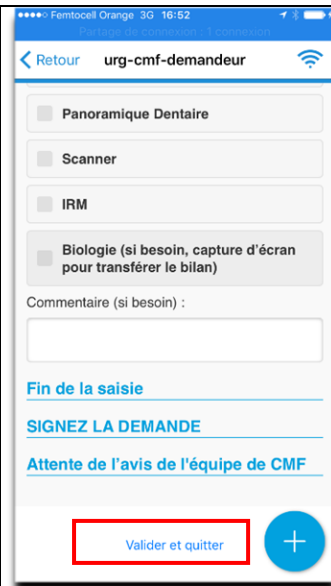 Femtocell Orange 3G 16:52
Partage de connexion : 1 connexion
Retour urg-cmf-demandeur
Panoramique Dentaire
Scanner
IRM
Biologie (si besoin, capture d'écran
pour transférer le bilan)
Commentaire (si besoin) :
Fin de la saisie
SIGNEZ LA DEMANDE
Attente de l'avis de l'équipe de CMF
Valider et quitter
+